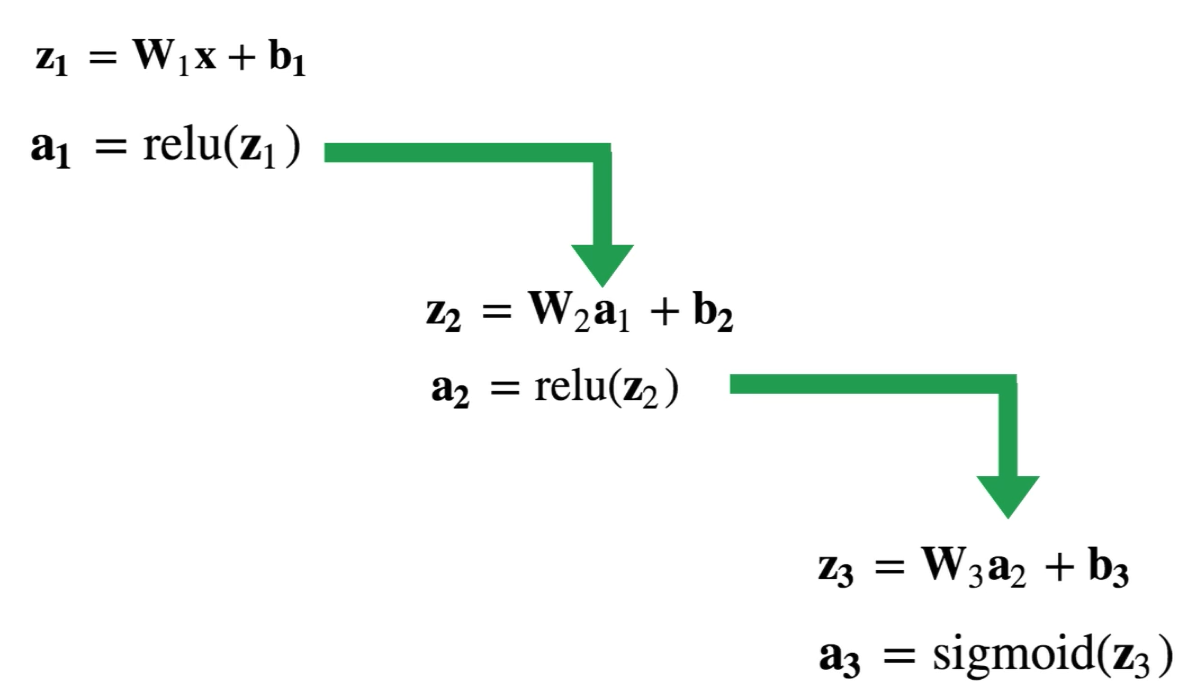 z₁ = W₁x + b₁
a₁ = relu(z₁)
z₂ = W₂a₁ + b₂
a₂ = relu(z₂)
z₃ = W₃a₂ + b₃
a₃ = sigmoid(z₃)